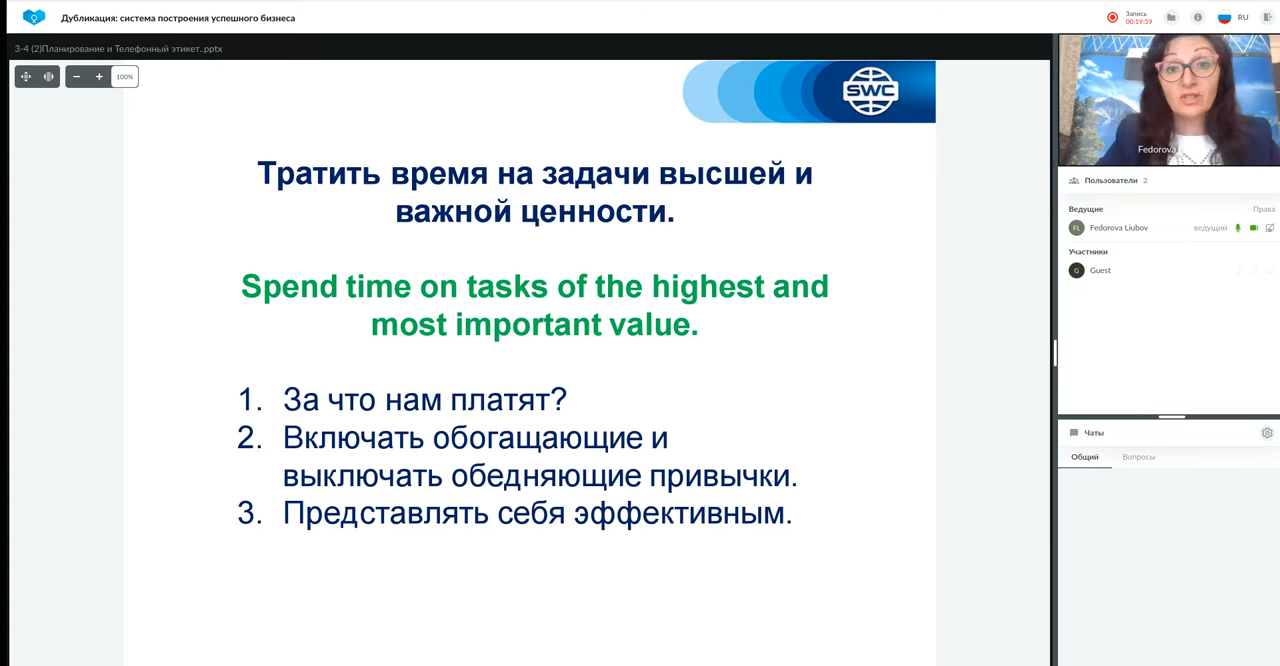 Дубликация: система построения успешного бизнеса
Запись
00:19:59
RU
3-4 (2)Планирование и Телефонный этикет..pptx
100%
SWC
Тратить время на задачи высшей и
важной ценности.
Spend time on tasks of the highest and
most important value.
1. За что нам платят?
2. Включать обогащающие и
выключать обедняющие привычки.
3. Представлять себя эффективным.
Fedorova
Пользователи 2
Ведущие Права
FL Fedorova Liubov ведущий
Участники
G Guest
Чаты
Общий Вопросы